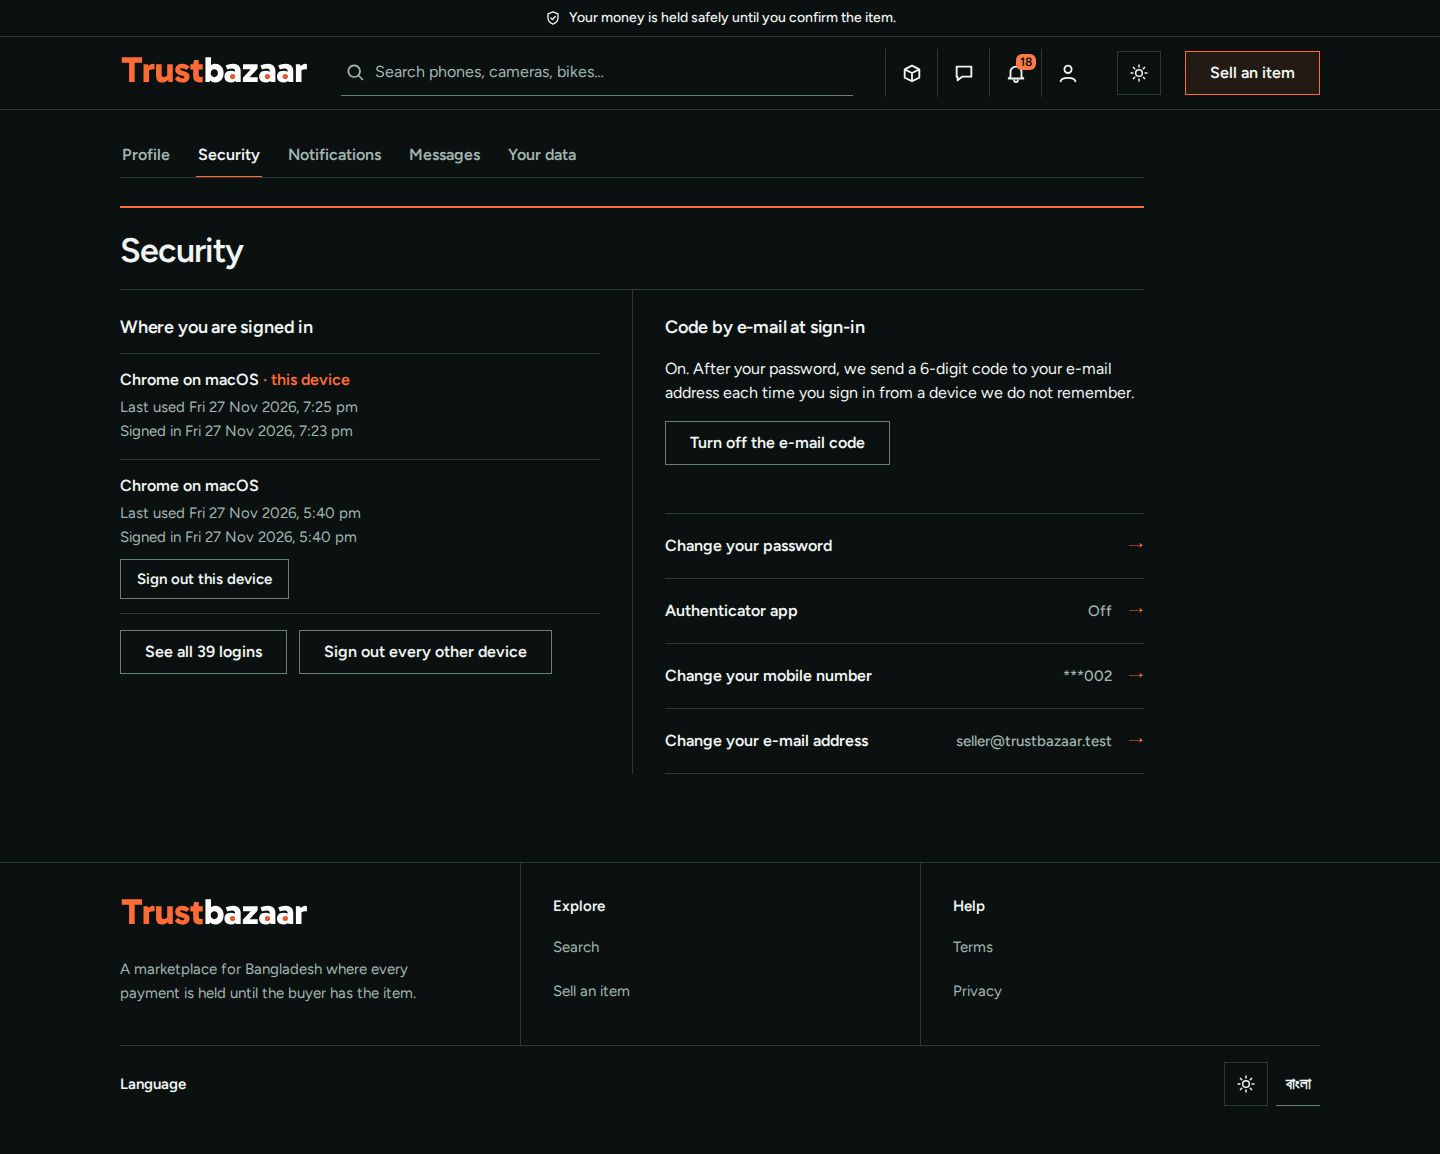 Your money is held safely until you confirm the item.
Trustbazaar
Search phones, cameras, bikes...
18
Sell an item
Profile
Security
Notifications
Messages
Your data
Security
Where you are signed in
Chrome on macOS · this device
Last used Fri 27 Nov 2026, 7:25 pm
Signed in Fri 27 Nov 2026, 7:23 pm
Chrome on macOS
Last used Fri 27 Nov 2026, 5:40 pm
Signed in Fri 27 Nov 2026, 5:40 pm
Sign out this device
See all 39 logins
Sign out every other device
Code by e-mail at sign-in
On. After your password, we send a 6-digit code to your e-mail
address each time you sign in from a device we do not remember.
Turn off the e-mail code
Change your password →
Authenticator app Off →
Change your mobile number ***002 →
Change your e-mail address seller@trustbazaar.test →
Trustbazaar
A marketplace for Bangladesh where every
payment is held until the buyer has the item.
Explore
Search
Sell an item
Help
Terms
Privacy
Language
বাংলা